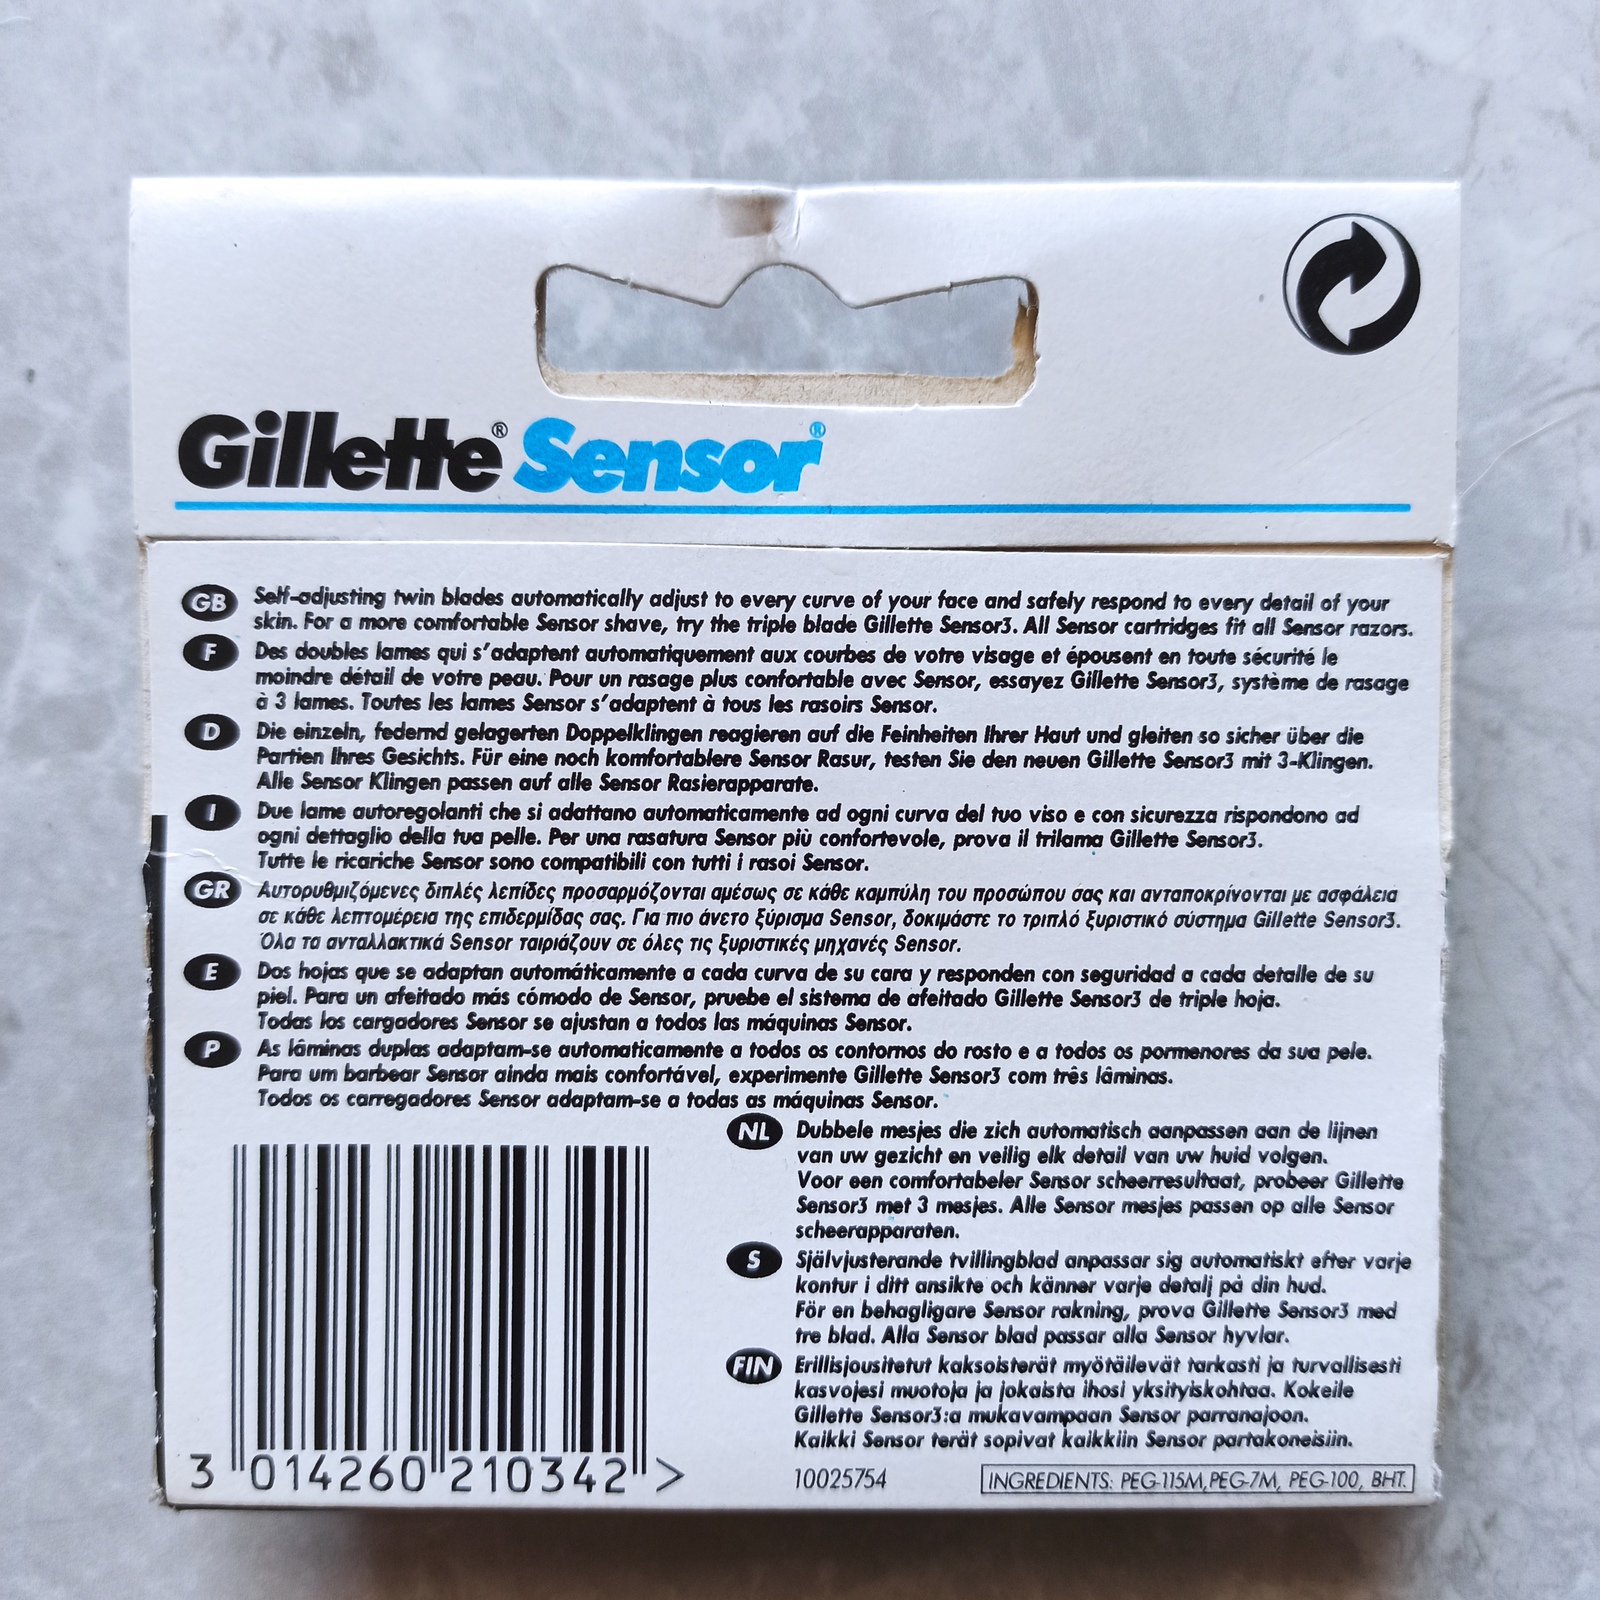 Gillette® Sensor®
GB Self-adjusting twin blades automatically adjust to every curve of your face and safely respond to every detail of your
skin. For a more comfortable Sensor shave, try the triple blade Gillette Sensor3. All Sensor cartridges fit all Sensor razors.
F Des doubles lames qui s'adaptent automatiquement aux courbes de votre visage et épousent en toute sécurité le
moindre détail de votre peau. Pour un rasage plus confortable avec Sensor, essayez Gillette Sensor3, système de rasage
à 3 lames. Toutes les lames Sensor s'adaptent à tous les rasoirs Sensor.
D Die einzeln, federnd gelagerten Doppelklingen reagieren auf die Feinheiten Ihrer Haut und gleiten so sicher über die
Partien Ihres Gesichts. Für eine noch komfortablere Sensor Rasur, testen Sie den neuen Gillette Sensor3 mit 3-Klingen.
Alle Sensor Klingen passen auf alle Sensor Rasierapparate.
I Due lame autoregolanti che si adattano automaticamente ad ogni curva del tuo viso e con sicurezza rispondono ad
ogni dettaglio della tua pelle. Per una rasatura Sensor più confortevole, prova il trilama Gillette Sensor3.
Tutte le ricariche Sensor sono compatibili con tutti i rasoi Sensor.
GR Αυτορυθμιζόμενες διπλές λεπίδες προσαρμόζονται αμέσως σε κάθε καμπύλη του προσώπου σας και ανταποκρίνονται με ασφάλεια
σε κάθε λεπτομέρεια της επιδερμίδας σας. Για πιο άνετο ξύρισμα Sensor, δοκιμάστε το τριπλό ξυριστικό σύστημα Gillette Sensor3.
Όλα τα ανταλλακτικά Sensor ταιριάζουν σε όλες τις ξυριστικές μηχανές Sensor.
E Dos hojas que se adaptan automáticamente a cada curva de su cara y responden con seguridad a cada detalle de su
piel. Para un afeitado más cómodo de Sensor, pruebe el sistema de afeitado Gillette Sensor3 de triple hoja.
Todas los cargadores Sensor se ajustan a todos las máquinas Sensor.
P As lâminas duplas adaptam-se automaticamente a todos os contornos do rosto e a todos os pormenores da sua pele.
Para um barbear Sensor ainda mais confortável, experimente Gillette Sensor3 com três lâminas.
Todos os carregadores Sensor adaptam-se a todas as máquinas Sensor.
NL Dubbele mesjes die zich automatisch aanpassen aan de lijnen
van uw gezicht en veilig elk detail van uw huid volgen.
Voor een comfortabeler Sensor scheerresultaat, probeer Gillette
Sensor3 met 3 mesjes. Alle Sensor mesjes passen op alle Sensor
scheerapparaten.
S Självjusterande tvillingblad anpassar sig automatiskt efter varje
kontur i ditt ansikte och känner varje detalj på din hud.
För en behagligare Sensor rakning, prova Gillette Sensor3 med
tre blad. Alla Sensor blad passar alla Sensor hyvlar.
FIN Erillisjousitetut kaksoisterät myötäilevät tarkasti ja turvallisesti
kasvojesi muotoja ja jokaista ihosi yksityiskohtaa. Kokeile
Gillette Sensor3:a mukavampaan Sensor parranajoon.
Kaikki Sensor terät sopivat kaikkiin Sensor partakoneisiin.
3 014260 210342 >
10025754
INGREDIENTS: PEG-115M, PEG-7M, PEG-100, BHT.